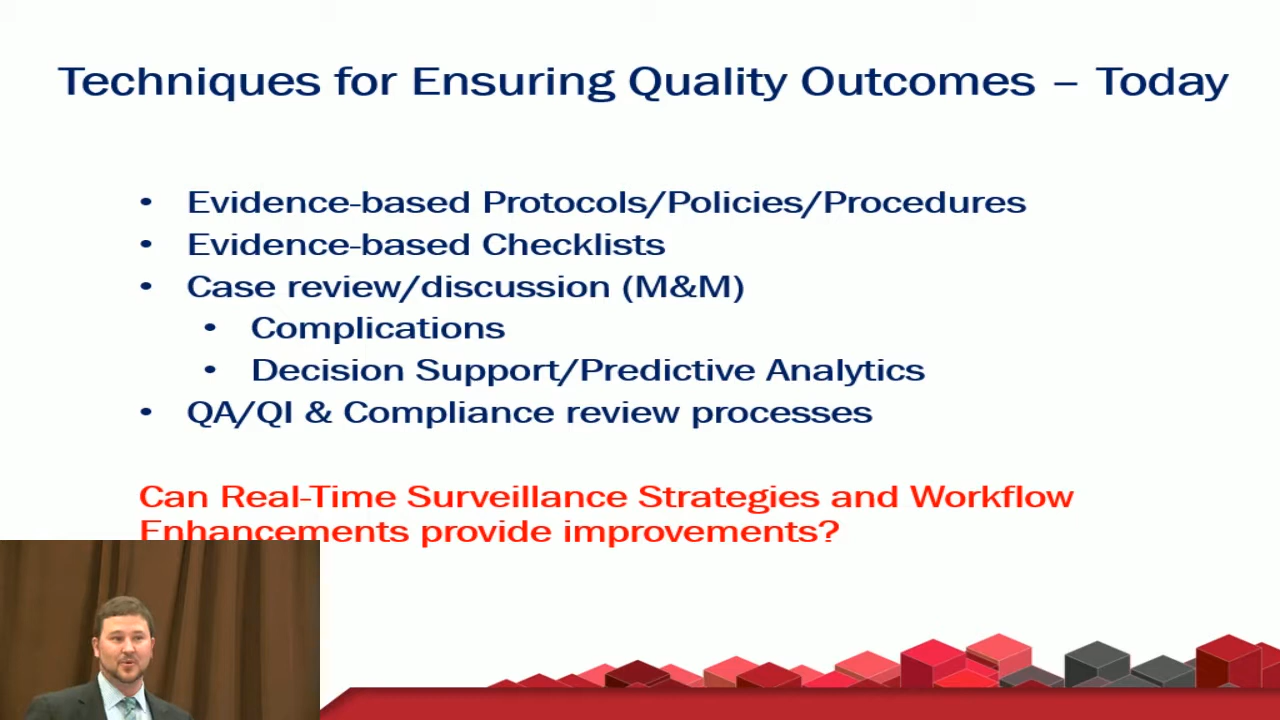 Techniques for Ensuring Quality Outcomes – Today
• Evidence-based Protocols/Policies/Procedures
• Evidence-based Checklists
• Case review/discussion (M&M)
• Complications
• Decision Support/Predictive Analytics
• QA/QI & Compliance review processes
Can Real-Time Surveillance Strategies and Workflow
Enhancements provide improvements?